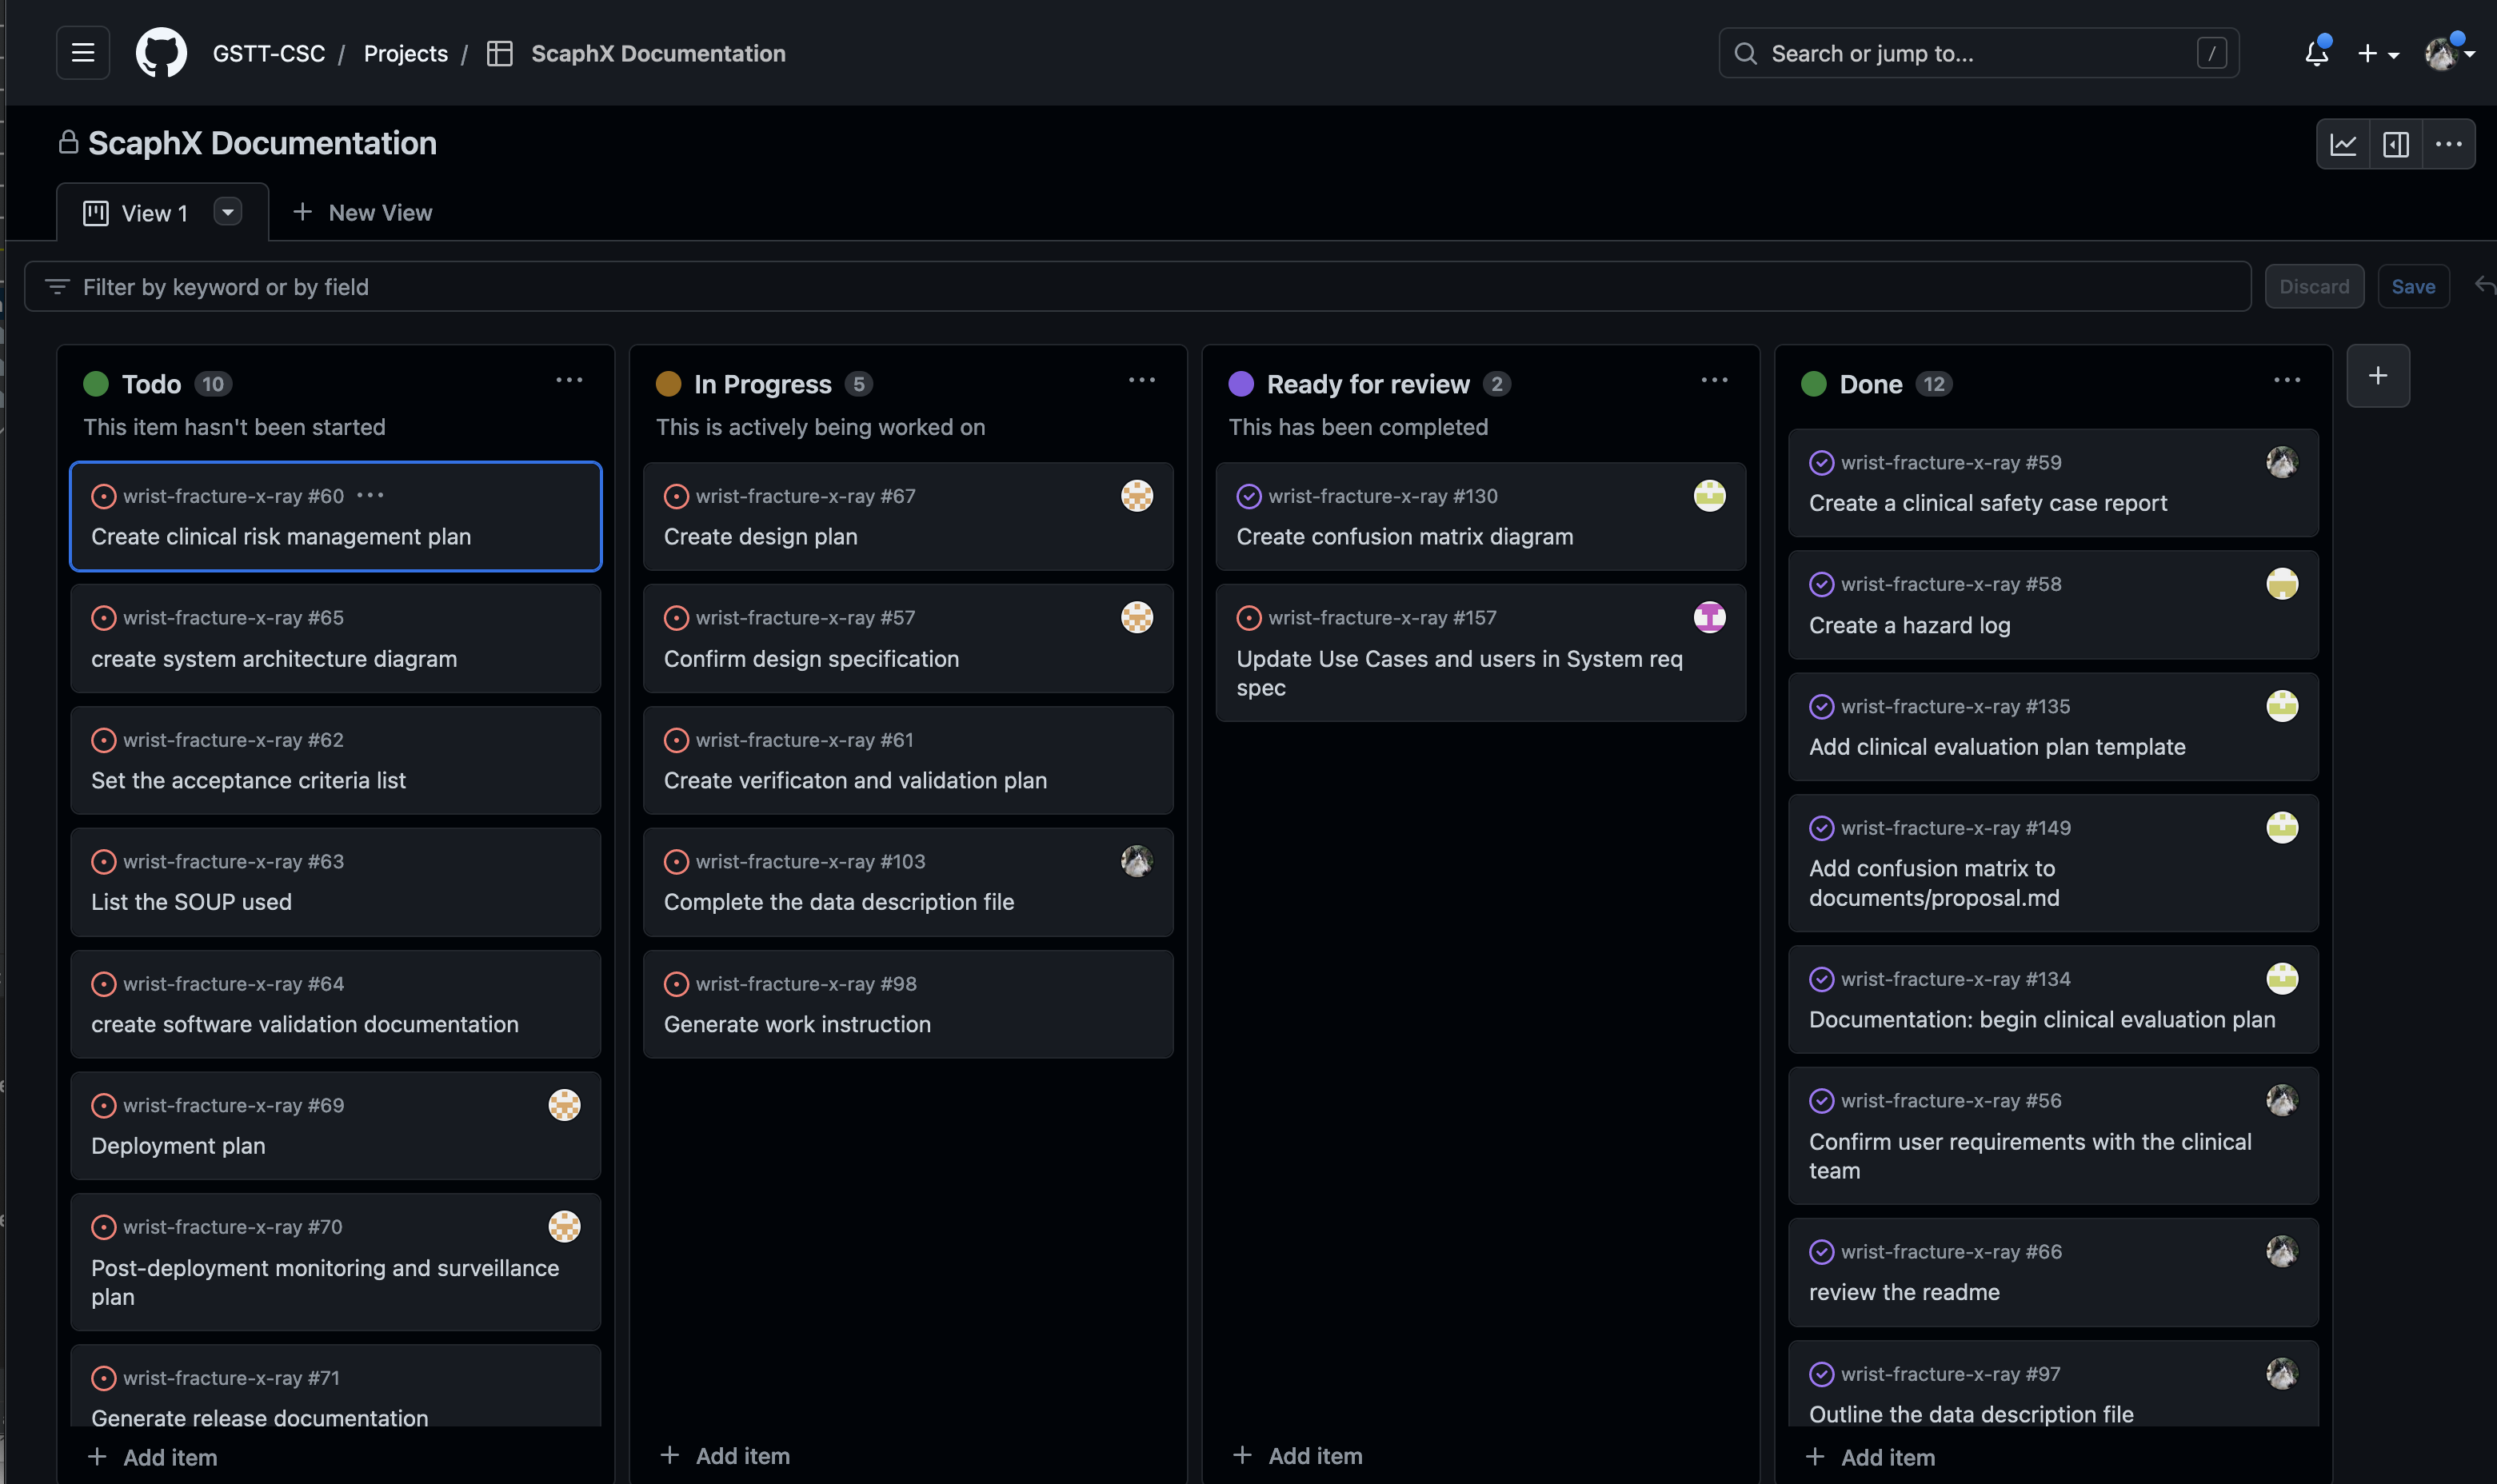 GSTT-CSC / Projects / ScaphX Documentation
Search or jump to... /
ScaphX Documentation
View 1
New View
Filter by keyword or by field
Discard
Save
Todo 10
This item hasn't been started
wrist-fracture-x-ray #60
Create clinical risk management plan
wrist-fracture-x-ray #65
create system architecture diagram
wrist-fracture-x-ray #62
Set the acceptance criteria list
wrist-fracture-x-ray #63
List the SOUP used
wrist-fracture-x-ray #64
create software validation documentation
wrist-fracture-x-ray #69
Deployment plan
wrist-fracture-x-ray #70
Post-deployment monitoring and surveillance
plan
wrist-fracture-x-ray #71
Generate release documentation
Add item
In Progress 5
This is actively being worked on
wrist-fracture-x-ray #67
Create design plan
wrist-fracture-x-ray #57
Confirm design specification
wrist-fracture-x-ray #61
Create verificaton and validation plan
wrist-fracture-x-ray #103
Complete the data description file
wrist-fracture-x-ray #98
Generate work instruction
Add item
Ready for review 2
This has been completed
wrist-fracture-x-ray #130
Create confusion matrix diagram
wrist-fracture-x-ray #157
Update Use Cases and users in System req
spec
Add item
Done 12
wrist-fracture-x-ray #59
Create a clinical safety case report
wrist-fracture-x-ray #58
Create a hazard log
wrist-fracture-x-ray #135
Add clinical evaluation plan template
wrist-fracture-x-ray #149
Add confusion matrix to
documents/proposal.md
wrist-fracture-x-ray #134
Documentation: begin clinical evaluation plan
wrist-fracture-x-ray #56
Confirm user requirements with the clinical
team
wrist-fracture-x-ray #66
review the readme
wrist-fracture-x-ray #97
Outline the data description file
Add item